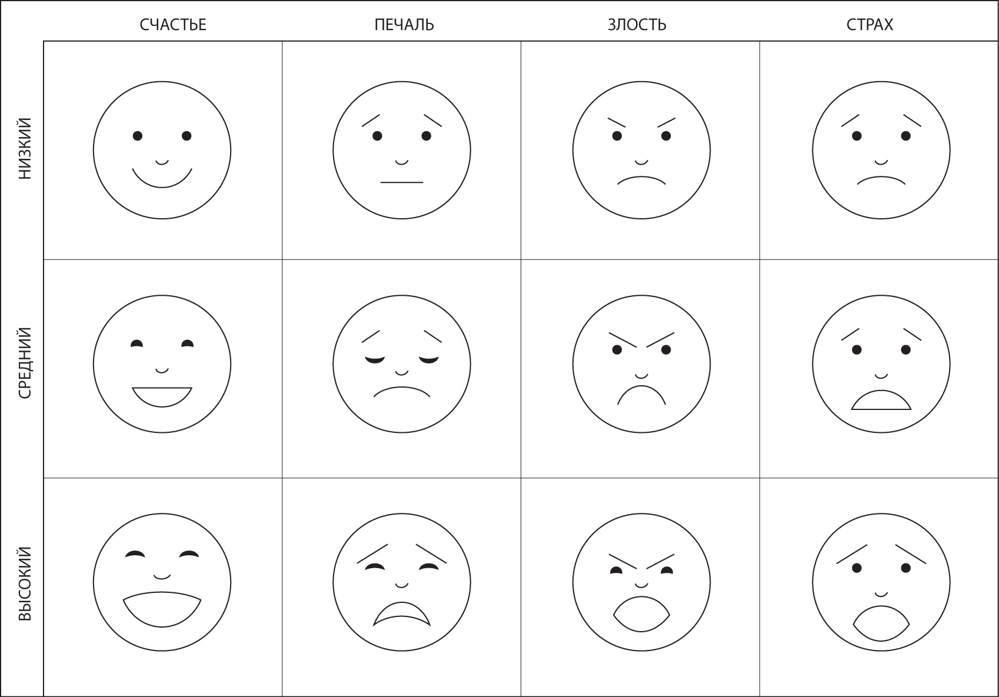 СЧАСТЬЕ
ПЕЧАЛЬ
ЗЛОСТЬ
СТРАХ
НИЗКИЙ
СРЕДНИЙ
ВЫСОКИЙ